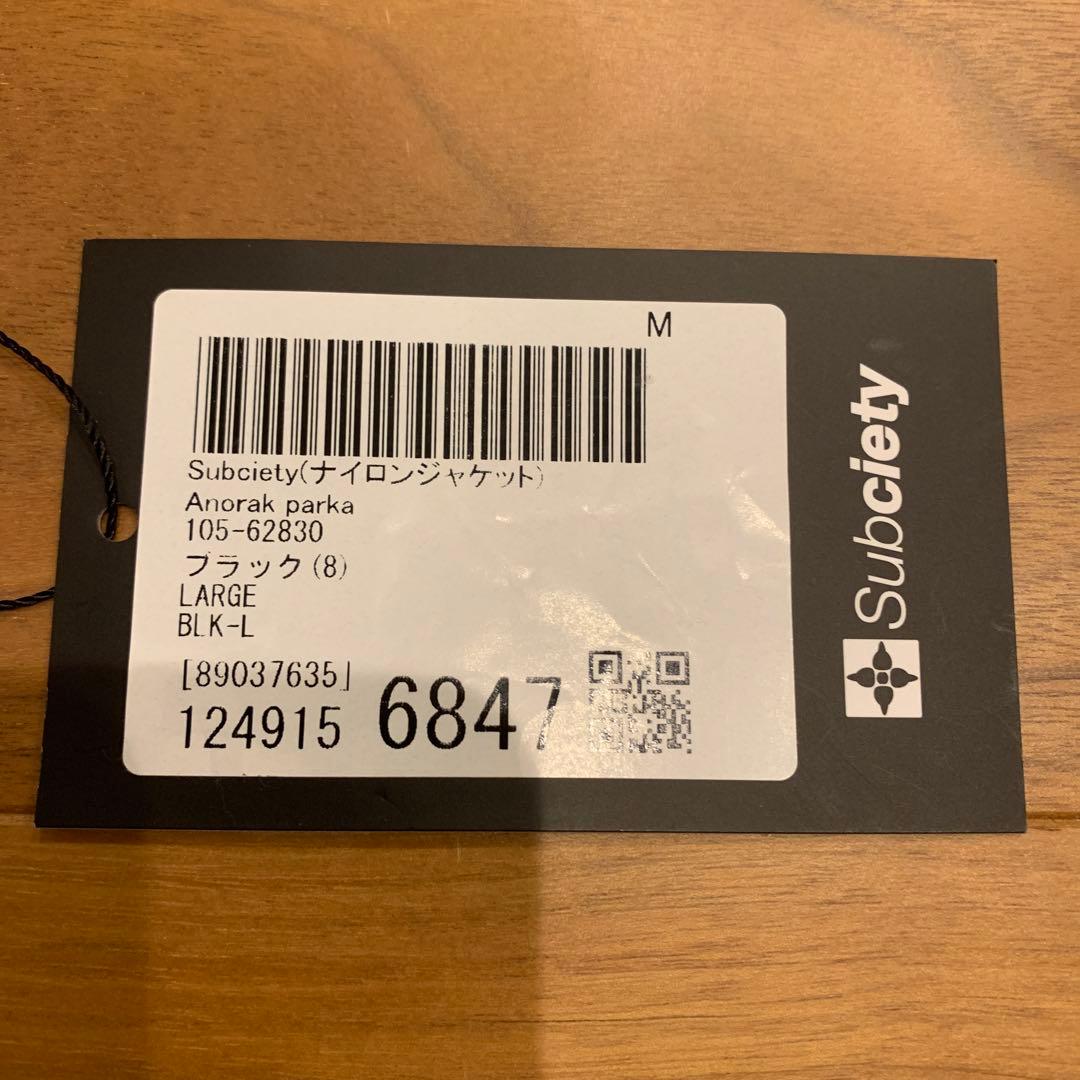 M
Subciety(ナイロンジャケット)
Anorak parka
105-62830
ブラック(8)
LARGE
BLK-L
[89037635]
124915 6847
Subciety